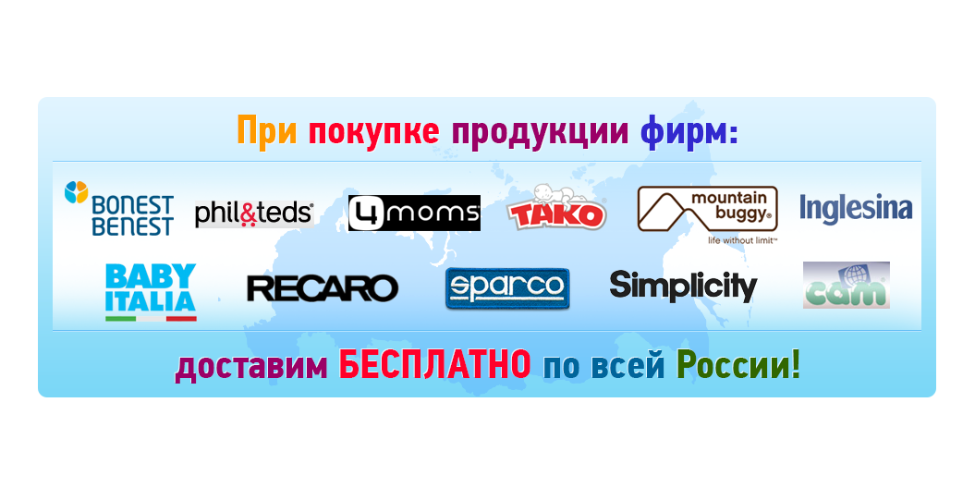 При покупке продукции фирм:
BONEST BENEST
phil&teds®
4moms
TAKO®
mountain buggy®
life without limit™
Inglesina
BABY ITALIA
RECARO
sparco
Simplicity
cam
доставим БЕСПЛАТНО по всей России!